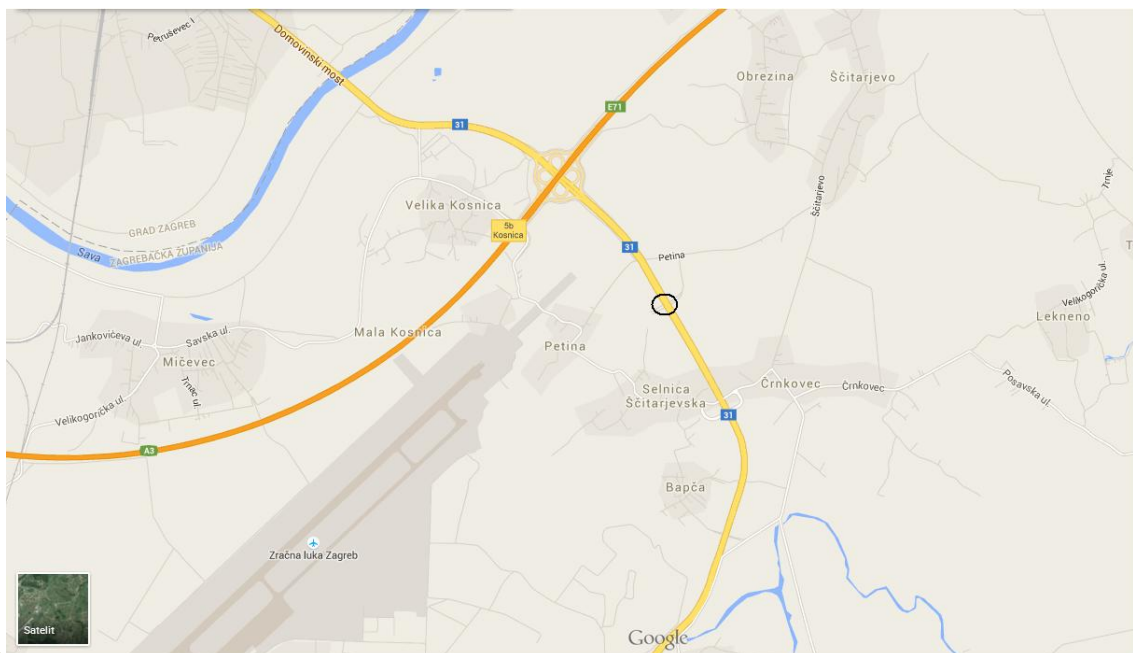 Petruševec I
Domovinski most
31
E71
Obrezina
Ščitarjevo
Velika Kosnica
5b
Kosnica
GRAD ZAGREB
ZAGREBAČKA ŽUPANIJA
Sava
31
Petina
Ščitarjevo
Trnje
T
Velikogorička ul.
Lekneno
Jankovićeva ul.
Savska ul.
Mala Kosnica
Mičevec
Trnac ul.
Velikogorička ul.
Petina
Selnica
Ščitarjevska
Črnkovec
Črnkovec
Posavska ul.
31
A3
Bapča
Zračna luka Zagreb
Satelit
Google